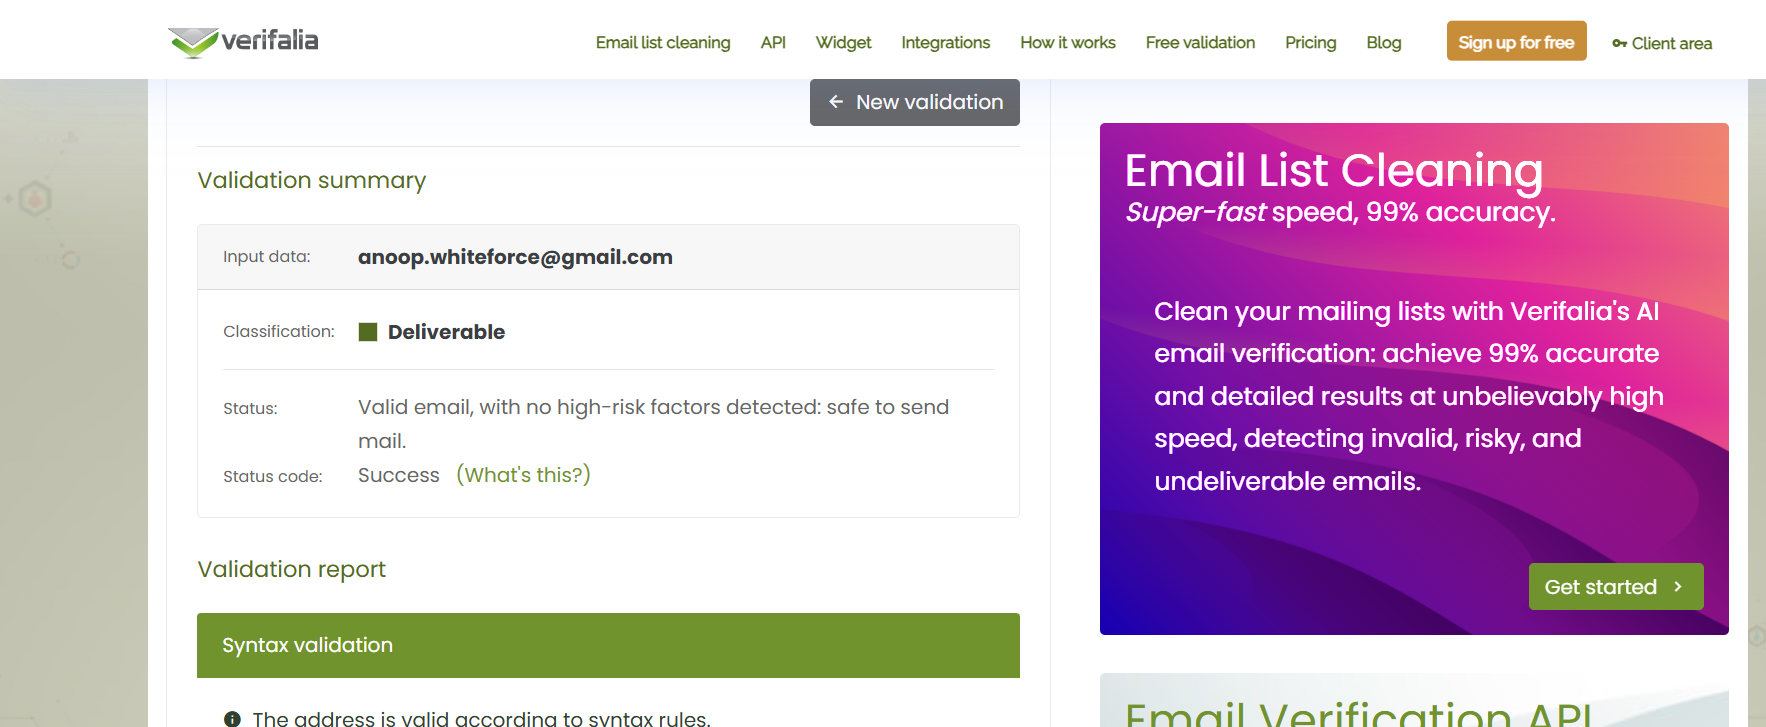 verifalia
Email list cleaning
API
Widget
Integrations
How it works
Free validation
Pricing
Blog
Sign up for free
Client area
New validation
Validation summary
Input data: anoop.whiteforce@gmail.com
Classification: Deliverable
Status: Valid email, with no high-risk factors detected: safe to send
mail.
Status code: Success (What's this?)
Validation report
Syntax validation
The address is valid according to syntax rules.
Email List Cleaning
Super-fast speed, 99% accuracy.
Clean your mailing lists with Verifalia's AI
email verification: achieve 99% accurate
and detailed results at unbelievably high
speed, detecting invalid, risky, and
undeliverable emails.
Get started
Email Verification API